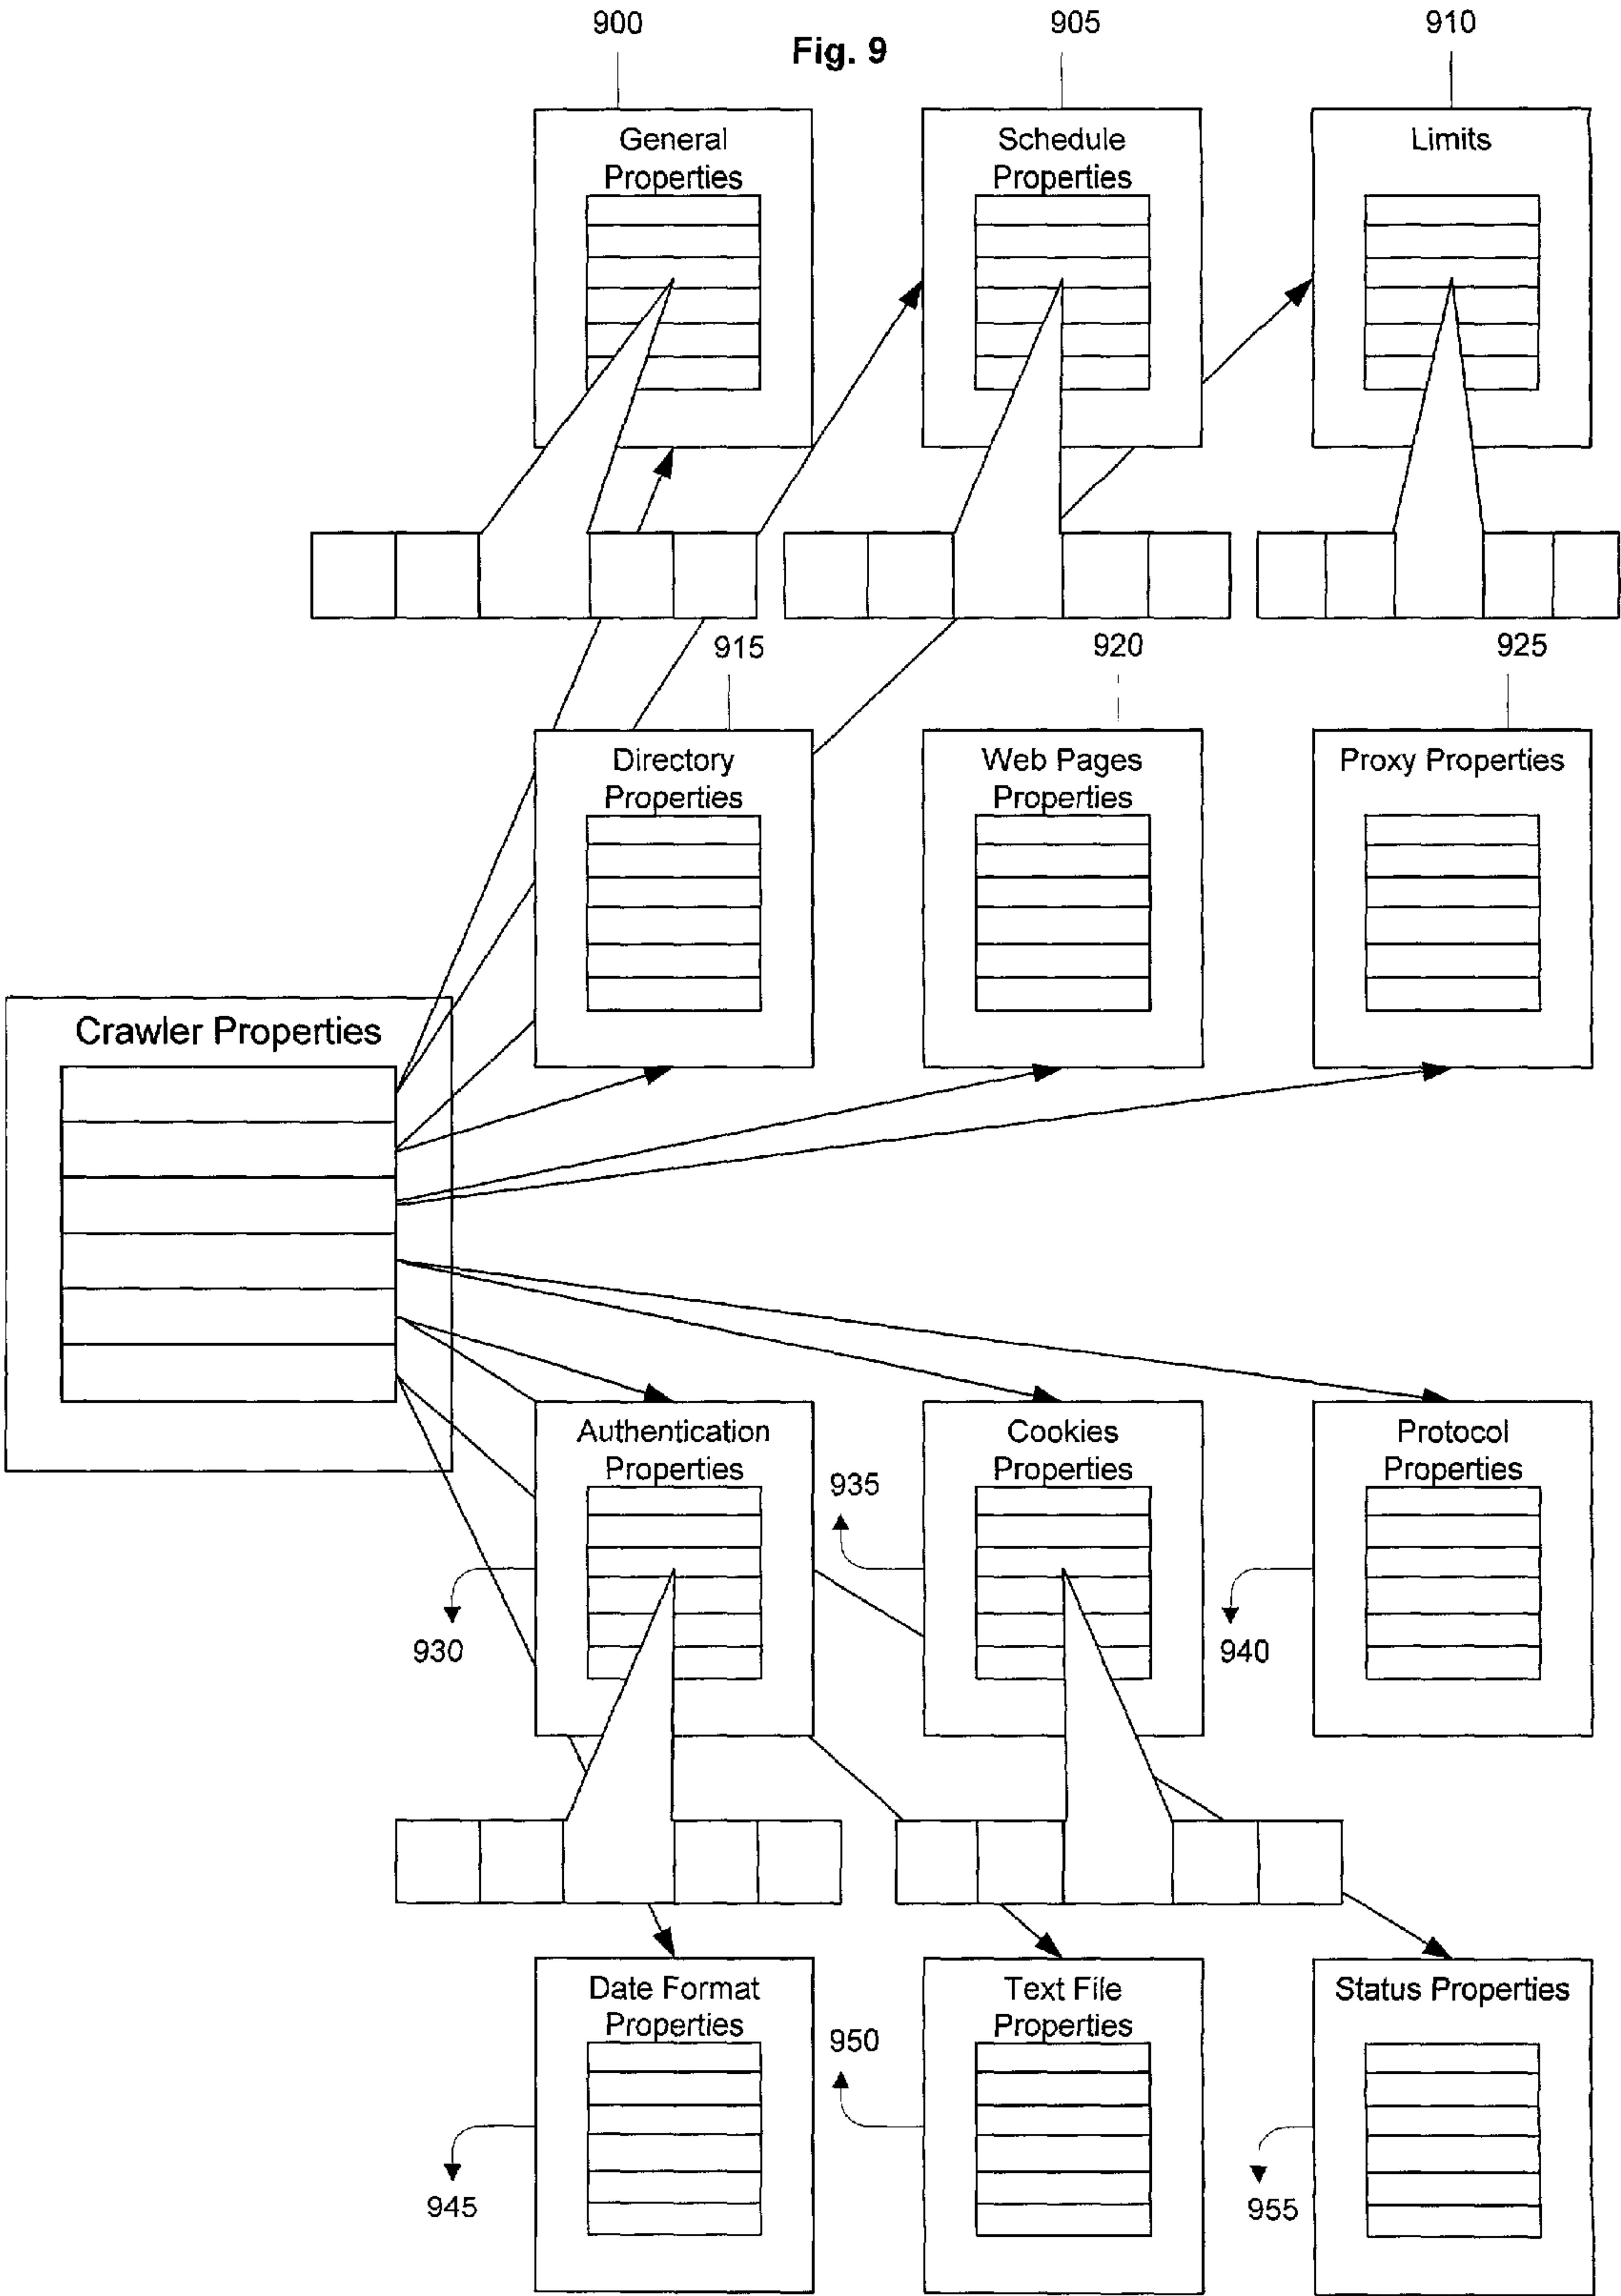 900
Fig. 9
905
910
General
Properties
Schedule
Properties
Limits
915
920
925
Directory
Properties
Web Pages
Properties
Proxy Properties
Crawler Properties
Authentication
Properties
Cookies
Properties
Protocol
Properties
930
935
940
Date Format
Properties
Text File
Properties
Status Properties
945
950
955